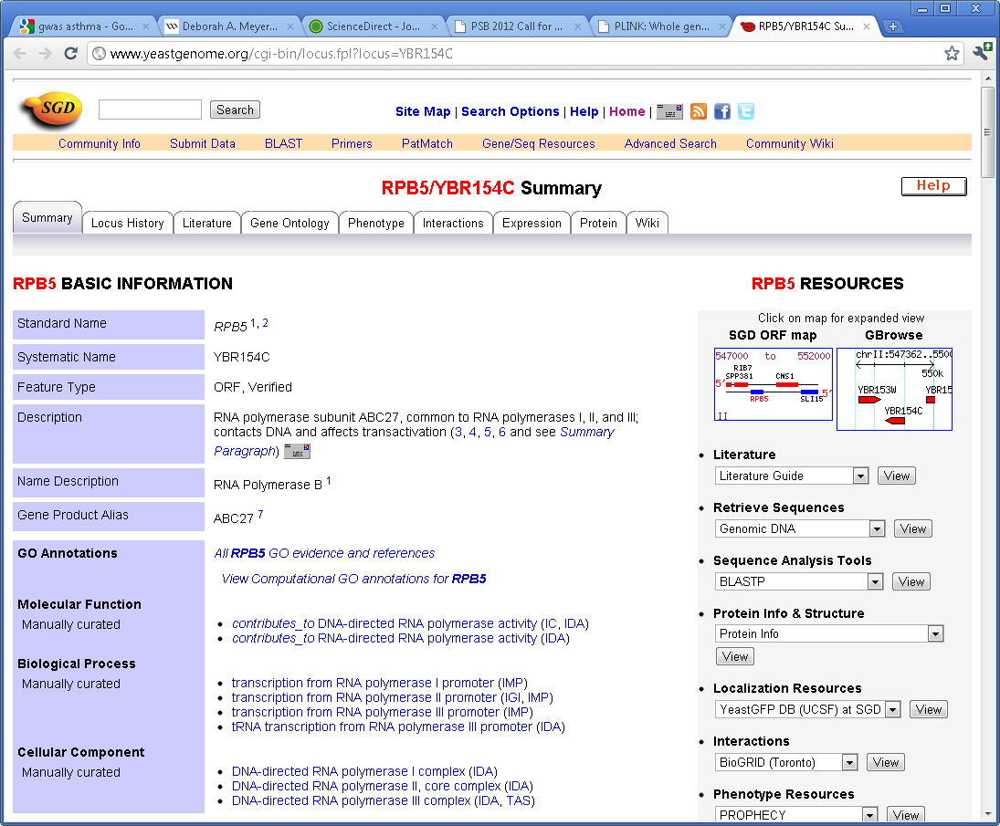 gwas asthma - Go...
Deborah A. Meyer...
ScienceDirect - Jo...
PSB 2012 Call for ...
PLINK: Whole gen...
RPB5/YBR154C Su...
www.yeastgenome.org/cgi-bin/locus.fpl?locus=YBR154C
SGD
Search
Site Map | Search Options | Help | Home |
Community Info Submit Data BLAST Primers PatMatch Gene/Seq Resources Advanced Search Community Wiki
RPB5/YBR154C Summary
Help
Summary Locus History Literature Gene Ontology Phenotype Interactions Expression Protein Wiki
RPB5 BASIC INFORMATION
Standard Name
RPB5 1, 2
Systematic Name
YBR154C
Feature Type
ORF, Verified
Description
RNA polymerase subunit ABC27, common to RNA polymerases I, II, and III;
contacts DNA and affects transactivation (3, 4, 5, 6 and see Summary
Paragraph)
Name Description
RNA Polymerase B 1
Gene Product Alias
ABC27 7
GO Annotations
All RPB5 GO evidence and references
View Computational GO annotations for RPB5
Molecular Function
Manually curated
contributes_to DNA-directed RNA polymerase activity (IC, IDA)
contributes_to RNA-directed RNA polymerase activity (IDA)
Biological Process
Manually curated
transcription from RNA polymerase I promoter (IMP)
transcription from RNA polymerase II promoter (IGI, IMP)
transcription from RNA polymerase III promoter (IMP)
tRNA transcription from RNA polymerase III promoter (IDA)
Cellular Component
Manually curated
DNA-directed RNA polymerase I complex (IDA)
DNA-directed RNA polymerase II, core complex (IDA)
DNA-directed RNA polymerase III complex (IDA, TAS)
RPB5 RESOURCES
Click on map for expanded view
SGD ORF map
547000 to 552000
RIB7
SPP381 CNS1
5'
5'
RPB5 SLI15
II
GBrowse
chrII:547362..5500
550k
YBR153W YBR15
YBR154C
Literature
Literature Guide View
Retrieve Sequences
Genomic DNA View
Sequence Analysis Tools
BLASTP View
Protein Info & Structure
Protein Info
View
Localization Resources
YeastGFP DB (UCSF) at SGD View
Interactions
BioGRID (Toronto) View
Phenotype Resources
PROPHECY View